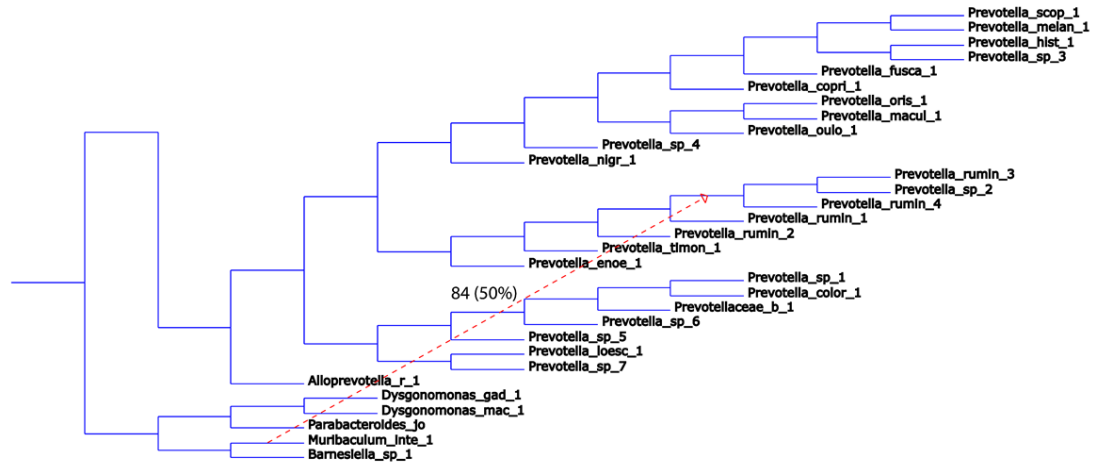 Prevotella_scop_1
Prevotella_melan_1
Prevotella_hist_1
Prevotella_sp_3
Prevotella_fusca_1
Prevotella_copri_1
Prevotella_oris_1
Prevotella_macul_1
Prevotella_oulo_1
Prevotella_sp_4
Prevotella_nigr_1
Prevotella_rumin_3
Prevotella_sp_2
Prevotella_rumin_4
Prevotella_rumin_1
Prevotella_rumin_2
Prevotella_timon_1
Prevotella_enoe_1
Prevotella_sp_1
84 (50%)
Prevotella_color_1
Prevotellaceae_b_1
Prevotella_sp_6
Prevotella_sp_5
Prevotella_loesc_1
Prevotella_sp_7
Alloprevotella_r_1
Dysgonomonas_gad_1
Dysgonomonas_mac_1
Parabacteroides_jo
Muribaculum_inte_1
Barnesiella_sp_1